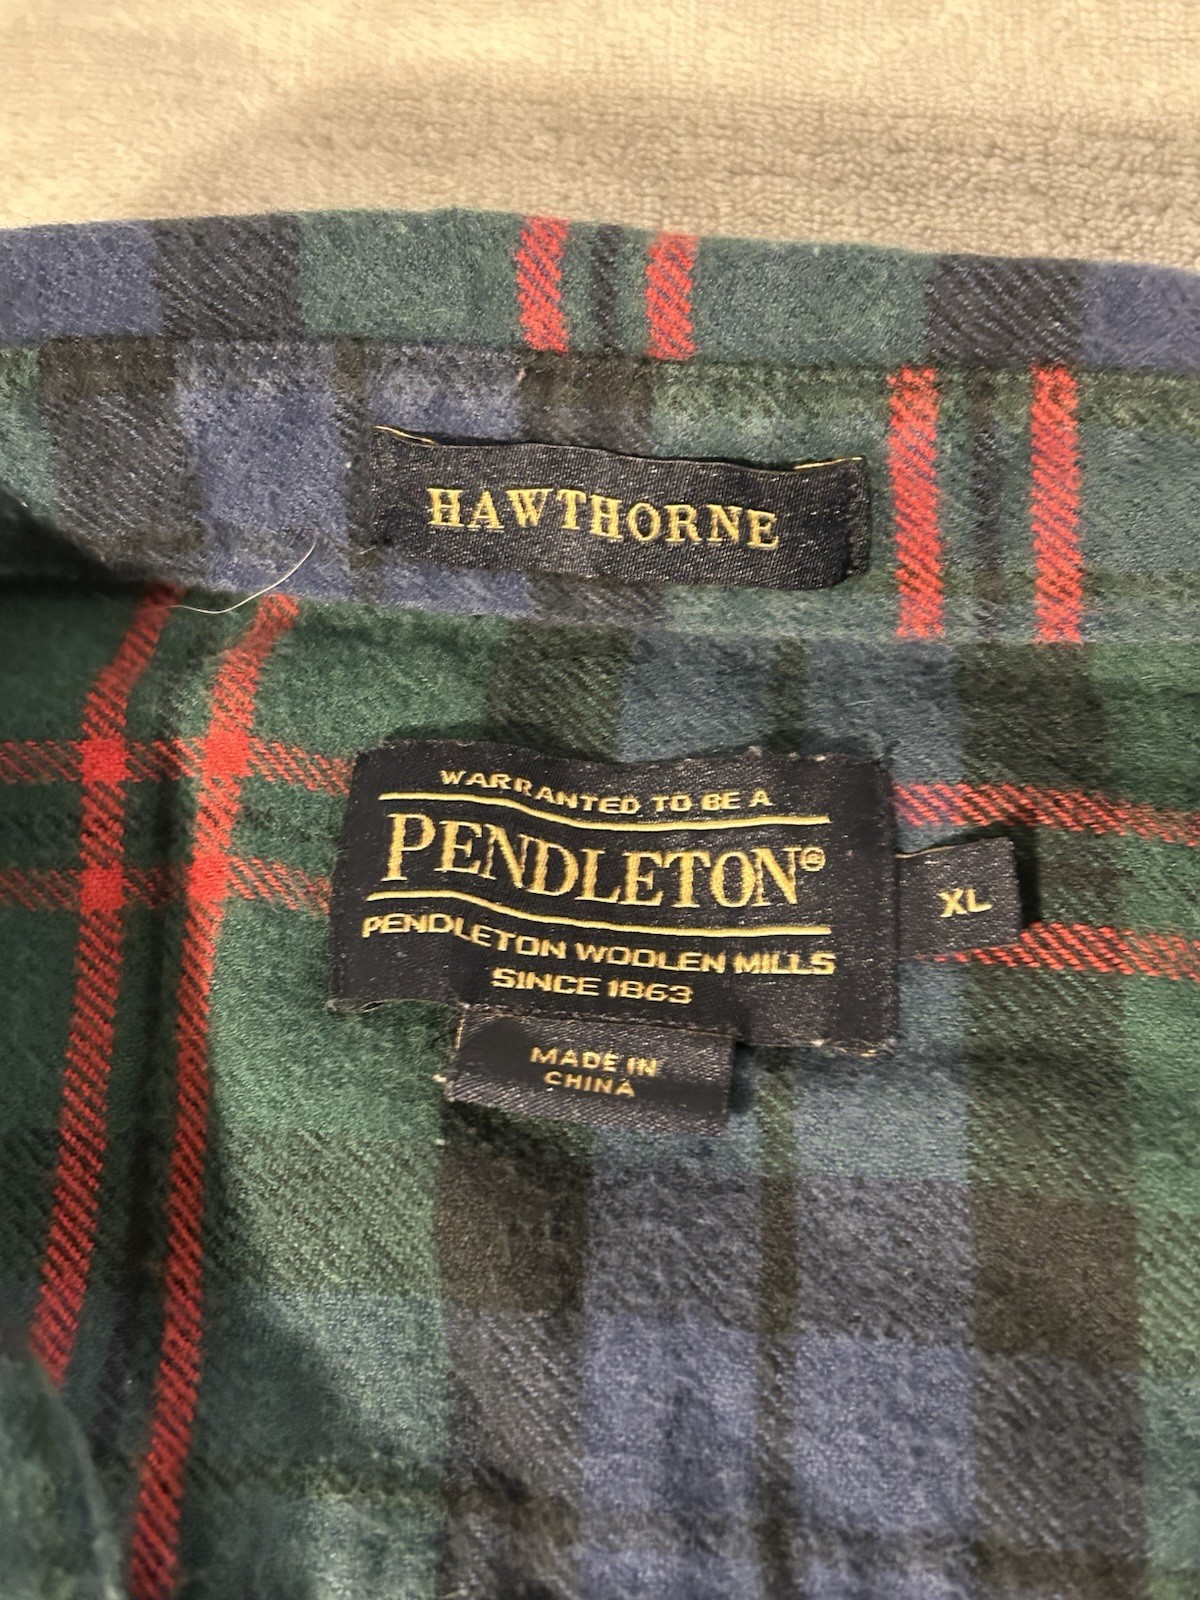 HAWTHORNE
WARRANTED TO BE A
PENDLETON®
PENDLETON WOOLEN MILLS
SINCE 1863
XL
MADE IN
CHINA